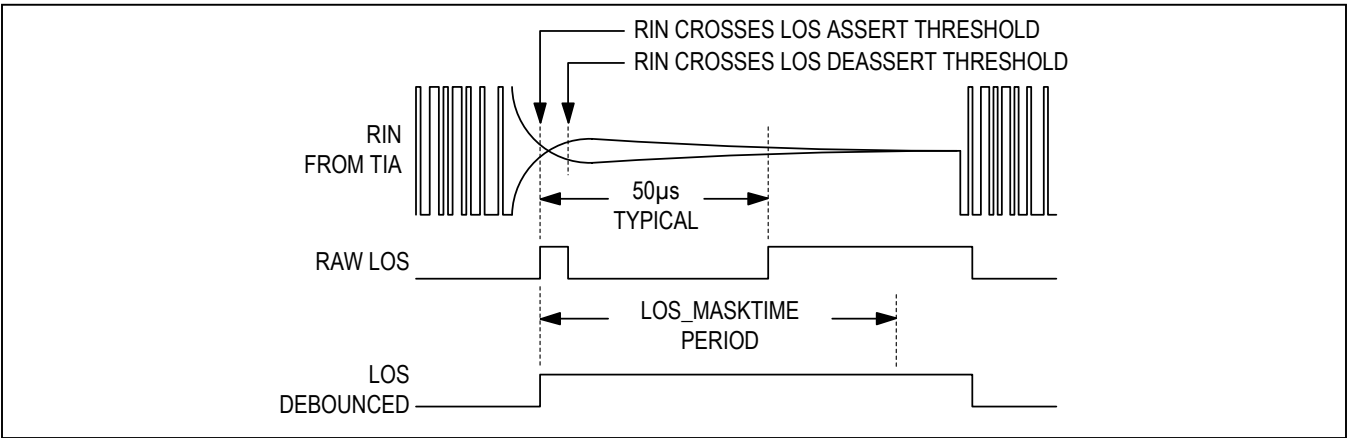 RIN CROSSES LOS ASSERT THRESHOLD
RIN CROSSES LOS DEASSERT THRESHOLD
RIN
FROM TIA
50µs
TYPICAL
RAW LOS
LOS_MASKTIME
PERIOD
LOS
DEBOUNCED